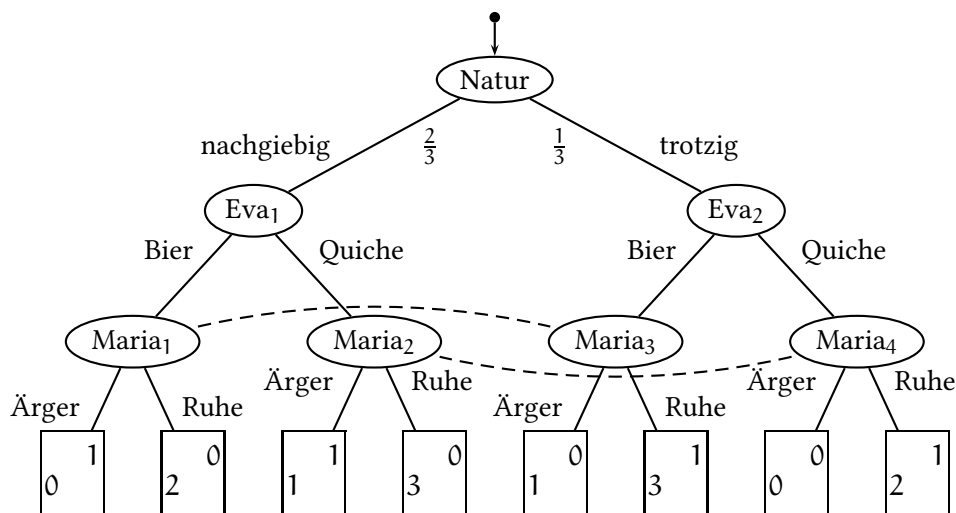 Natur
nachgiebig 2/3 1/3 trotzig
Eva₁ Eva₂
Bier Quiche Bier Quiche
Maria₁ Maria₂ Maria₃ Maria₄
Ärger Ruhe Ärger Ruhe Ärger Ruhe Ärger Ruhe
1 0 1 0 0 1 0 1
0 2 1 3 1 3 0 2